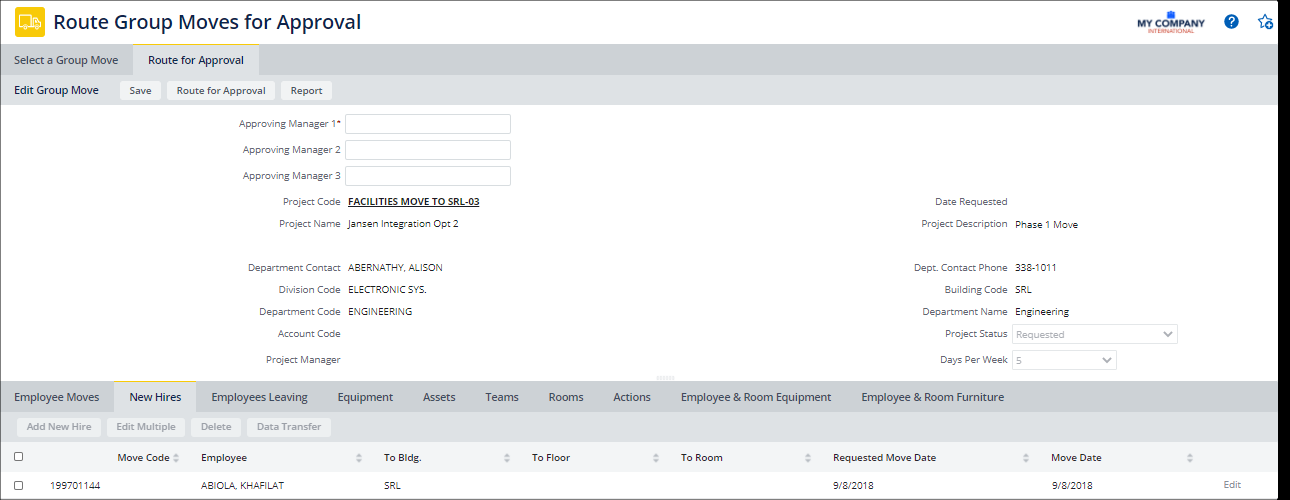 Route Group Moves for Approval
MY COMPANY
INTERNATIONAL
?
Select a Group Move Route for Approval
Edit Group Move Save Route for Approval Report
Approving Manager 1*
Approving Manager 2
Approving Manager 3
Project Code FACILITIES MOVE TO SRL-03 Date Requested
Project Name Jansen Integration Opt 2 Project Description Phase 1 Move
Department Contact ABERNATHY, ALISON Dept. Contact Phone 338-1011
Division Code ELECTRONIC SYS. Building Code SRL
Department Code ENGINEERING Department Name Engineering
Account Code Project Status Requested
Project Manager Days Per Week 5
Employee Moves New Hires Employees Leaving Equipment Assets Teams Rooms Actions Employee & Room Equipment Employee & Room Furniture
Add New Hire Edit Multiple Delete Data Transfer
Move Code Employee To Bldg. To Floor To Room Requested Move Date Move Date
199701144 ABIOLA, KHAFILAT SRL 9/8/2018 9/8/2018 Edit